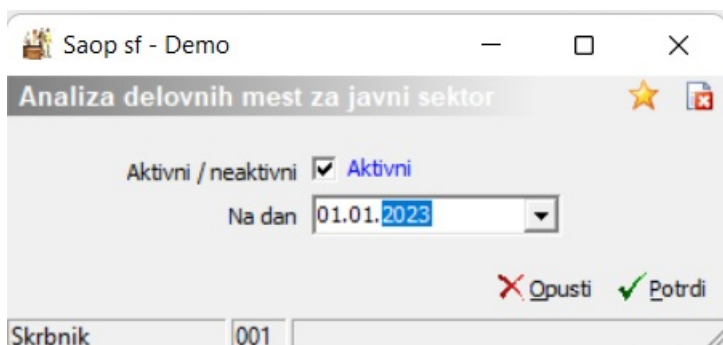 Saop sf - Demo
Analiza delovnih mest za javni sektor
Aktivni / neaktivni Aktivni
Na dan 01.01.2023
Opusti Potrdi
Skrbnik 001